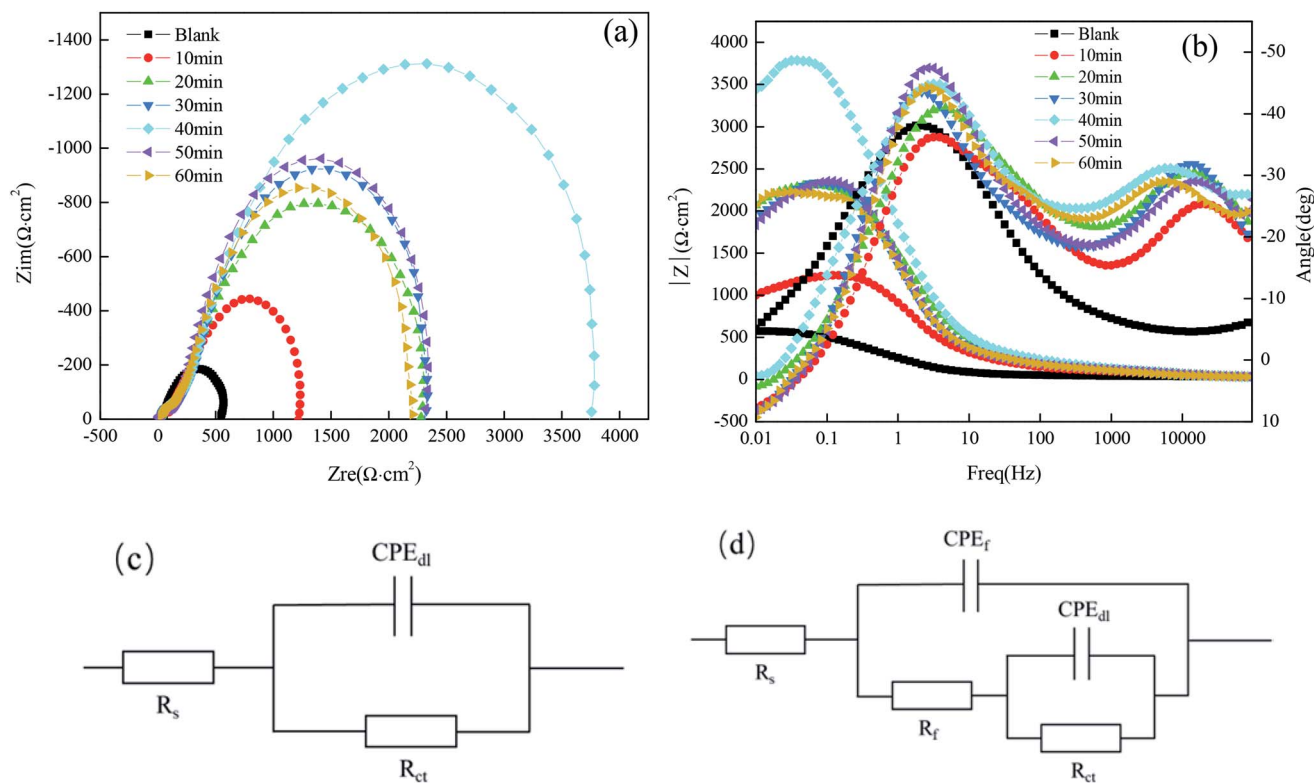 (a)
-1400
-1200
-1000
-800
-600
-400
-200
0
Zim(Ω·cm²)
Blank
10min
20min
30min
40min
50min
60min
-500 0 500 1000 1500 2000 2500 3000 3500 4000
Zre(Ω·cm²)
(b)
4000
3500
3000
2500
2000
1500
1000
500
0
-500
|Z|(Ω·cm²)
Blank
10min
20min
30min
40min
50min
60min
-50
-40
-30
-20
-10
0
10
Angle(deg)
0.01 0.1 1 10 100 1000 10000
Freq(Hz)
(c)
CPEdl
Rs
Rct
(d)
CPEf
CPEdl
Rs
Rf
Rct